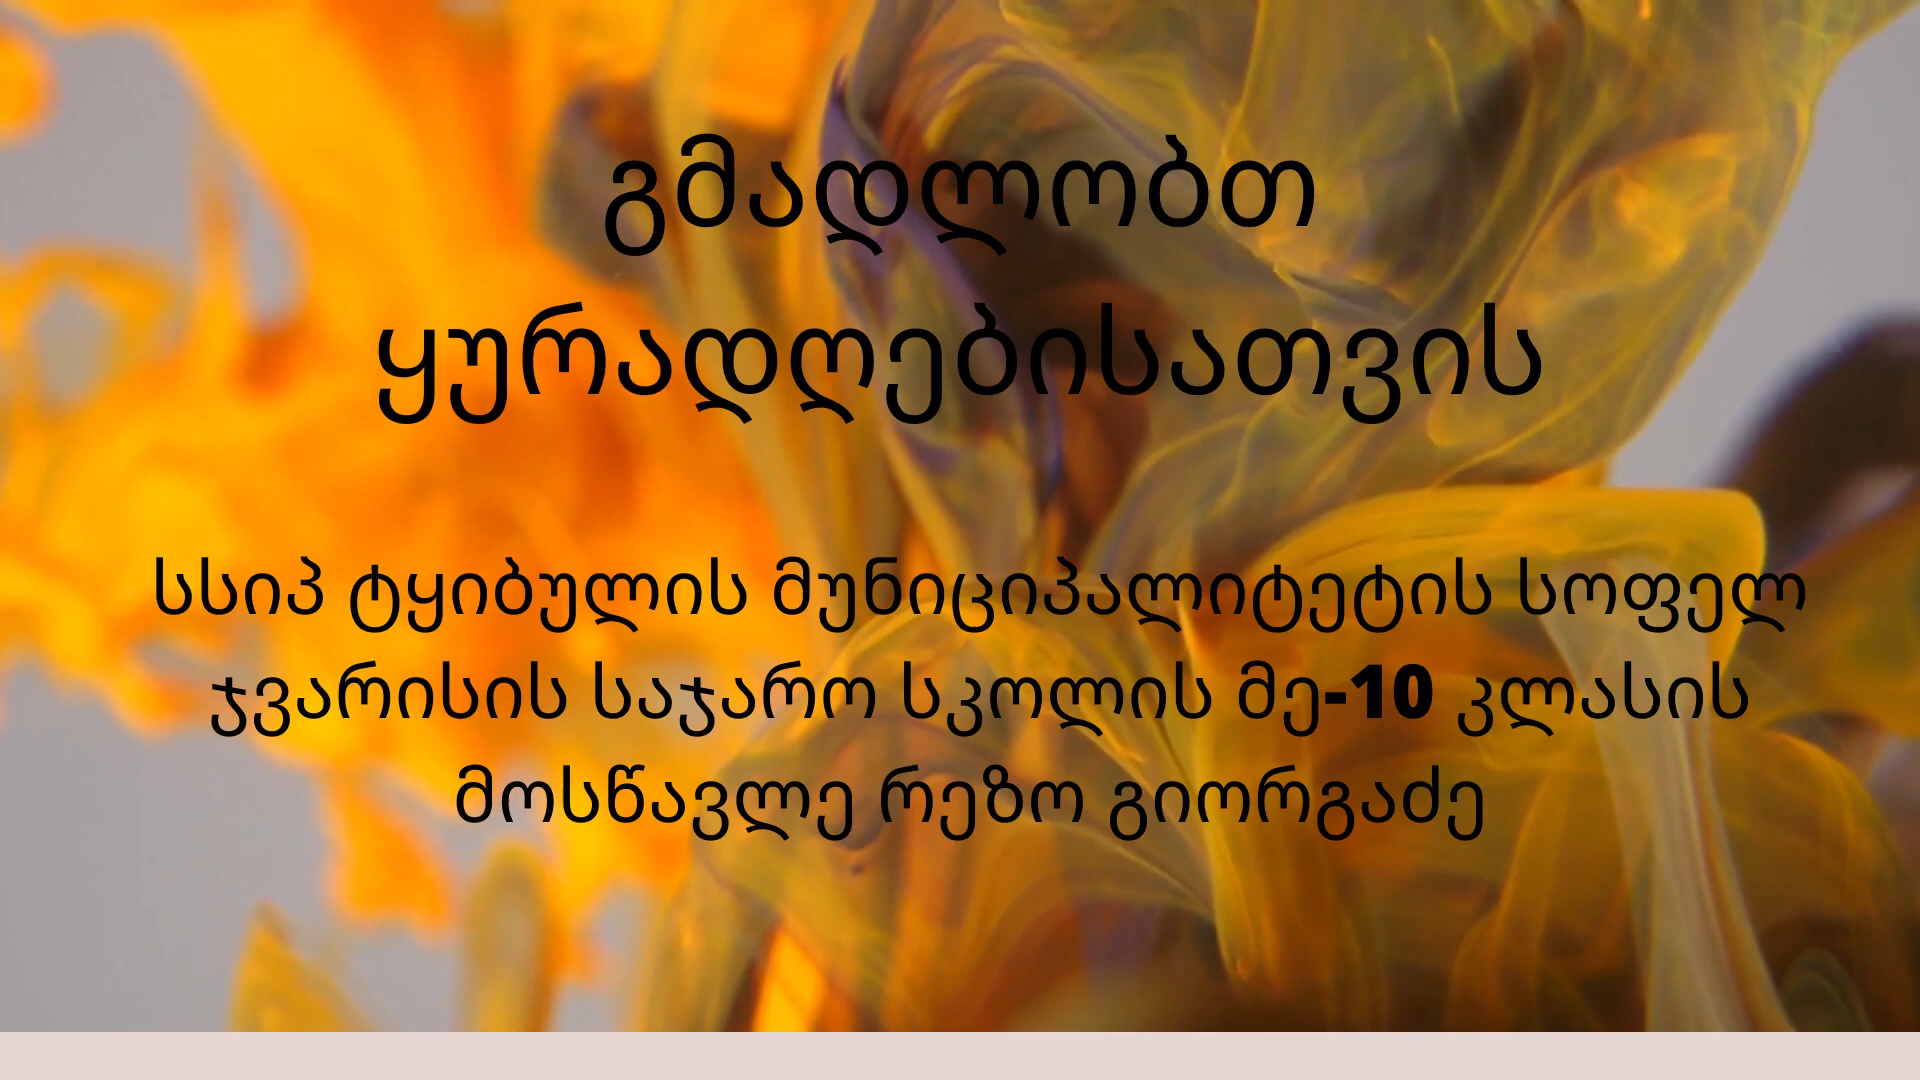 გმადლობთ
ყურადღებისათვის
სსიპ ტყიბულის მუნიციპალიტეტის სოფელ
ჯვარისის საჯარო სკოლის მე-10 კლასის
მოსწავლე რეზო გიორგაძე